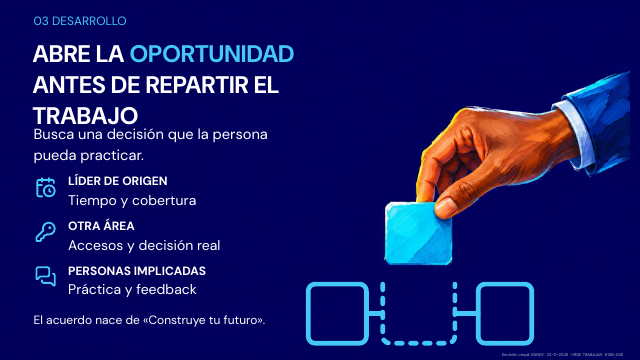 03 DESARROLLO
ABRE LA OPORTUNIDAD
ANTES DE REPARTIR EL
TRABAJO
Busca una decisión que la persona
pueda practicar.
LÍDER DE ORIGEN
Tiempo y cobertura
OTRA ÁREA
Accesos y decisión real
PERSONAS IMPLICADAS
Práctica y feedback
El acuerdo nace de «Construye tu futuro».